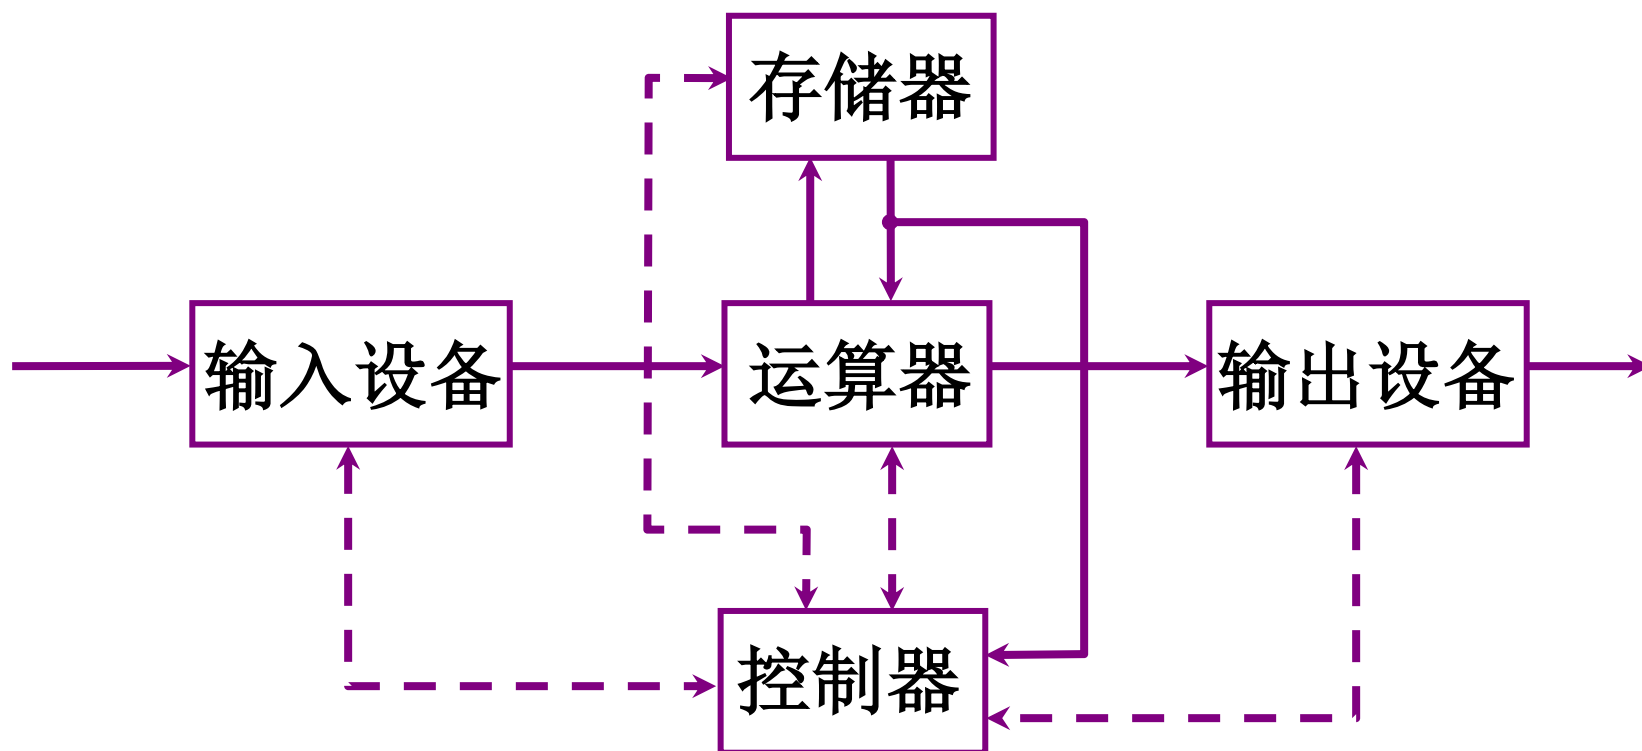 存储器
输入设备
运算器
输出设备
控制器